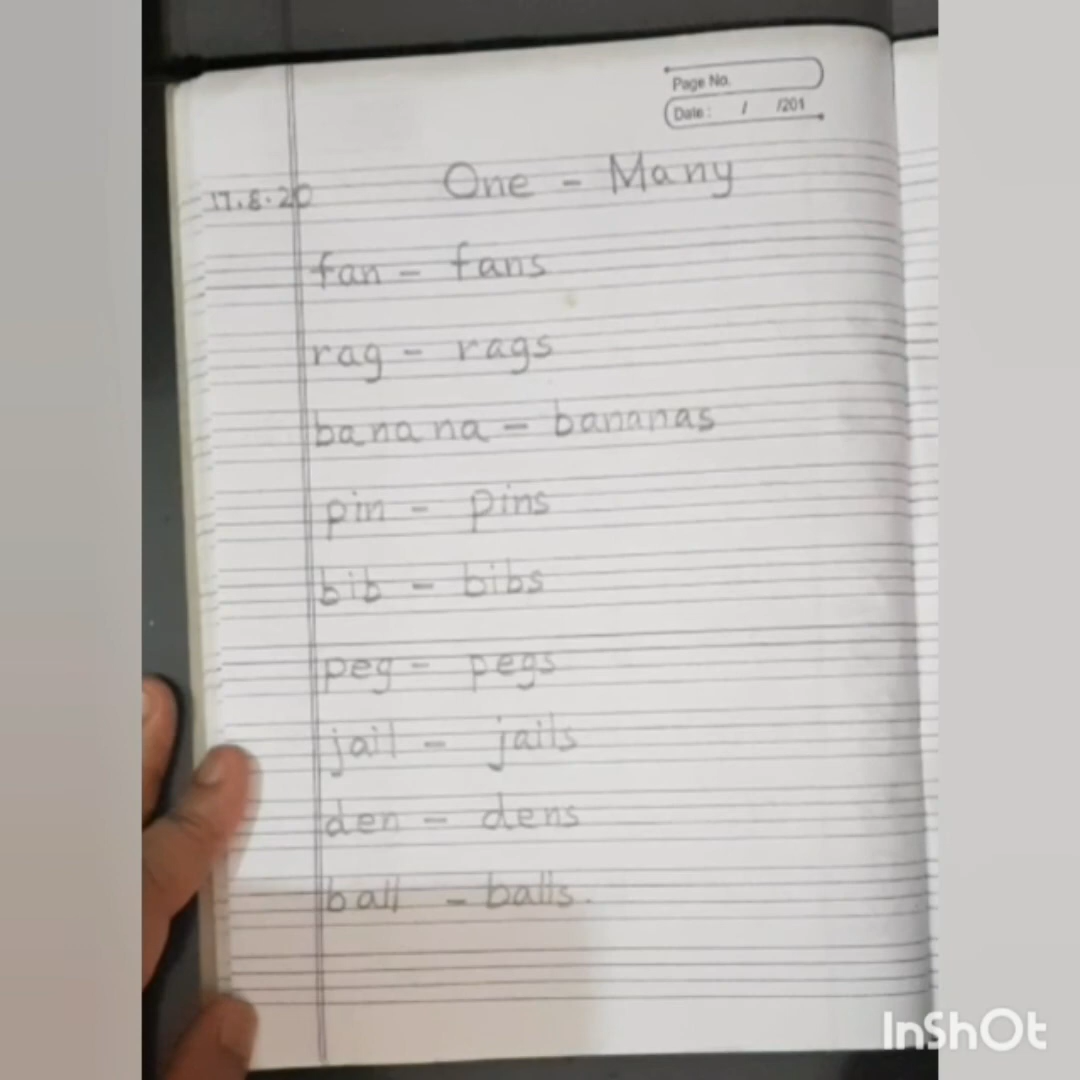 Page No.
Date : / /201
One - Many
17.8.20
fan - fans
rag - rags
banana - bananas
pin - pins
bib - bibs
peg - pegs
jail - jails
den - dens
ball - balls.
InShOt